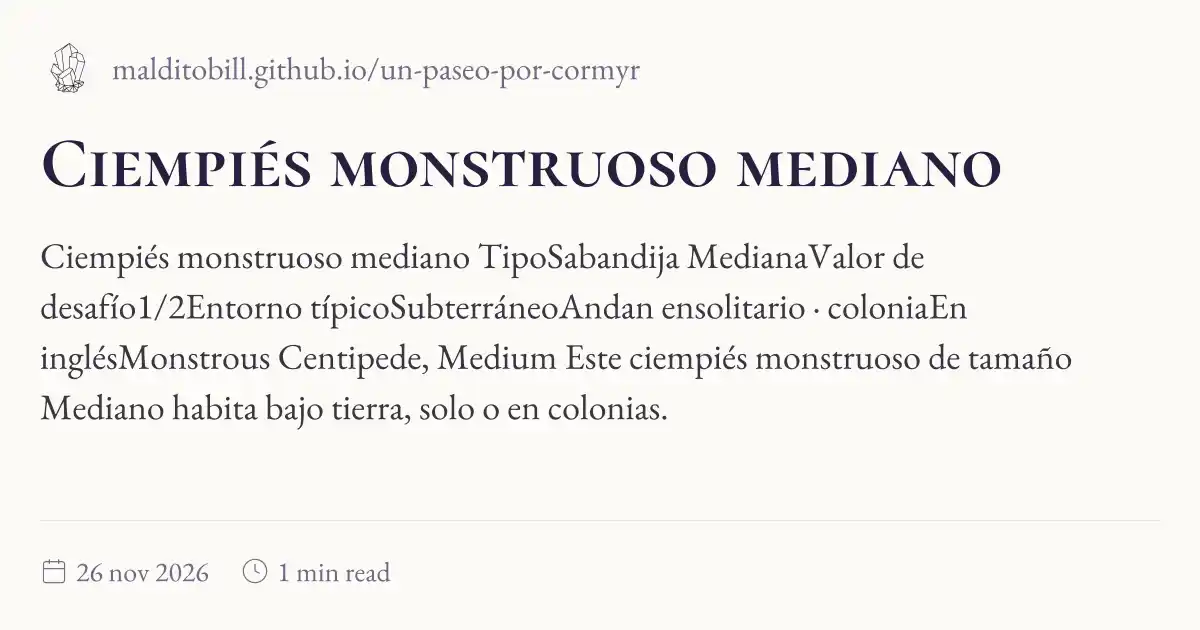 malditobill.github.io/un-paseo-por-cormyr
Ciempiés monstruoso mediano
Ciempiés monstruoso mediano TipoSabandija MedianaValor de
desafío1/2Entorno típicoSubterráneoAndan ensolitario · coloniaEn
inglésMonstrous Centipede, Medium Este ciempiés monstruoso de tamaño
Mediano habita bajo tierra, solo o en colonias.
26 nov 2026 1 min read